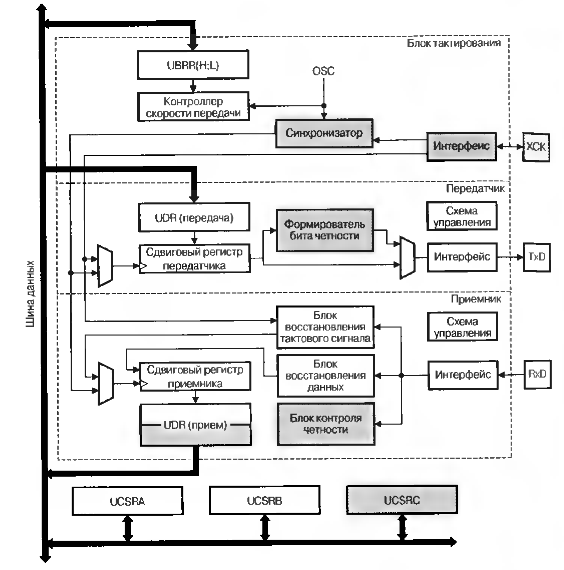 Блок тактирования
UBRR(H:L)
OSC
Контроллор
скорости передачи
Синхронизатор
Интерфеис
XCK
Передатчик
UDR (передача)
Формирователь
бита четности
Схема
управления
Сдвиговый регистр
передатчика
Интерфейс
TxD
Шина данных
Приемник
Блок
восстановления
тактового сигнала
Схема
управления
Сдвиговый регистр
приемника
Блок
восстановления
данных
Интерфейс
RxD
UDR (прием)
Блок контроля
четности
UCSRA
UCSRB
UCSRC